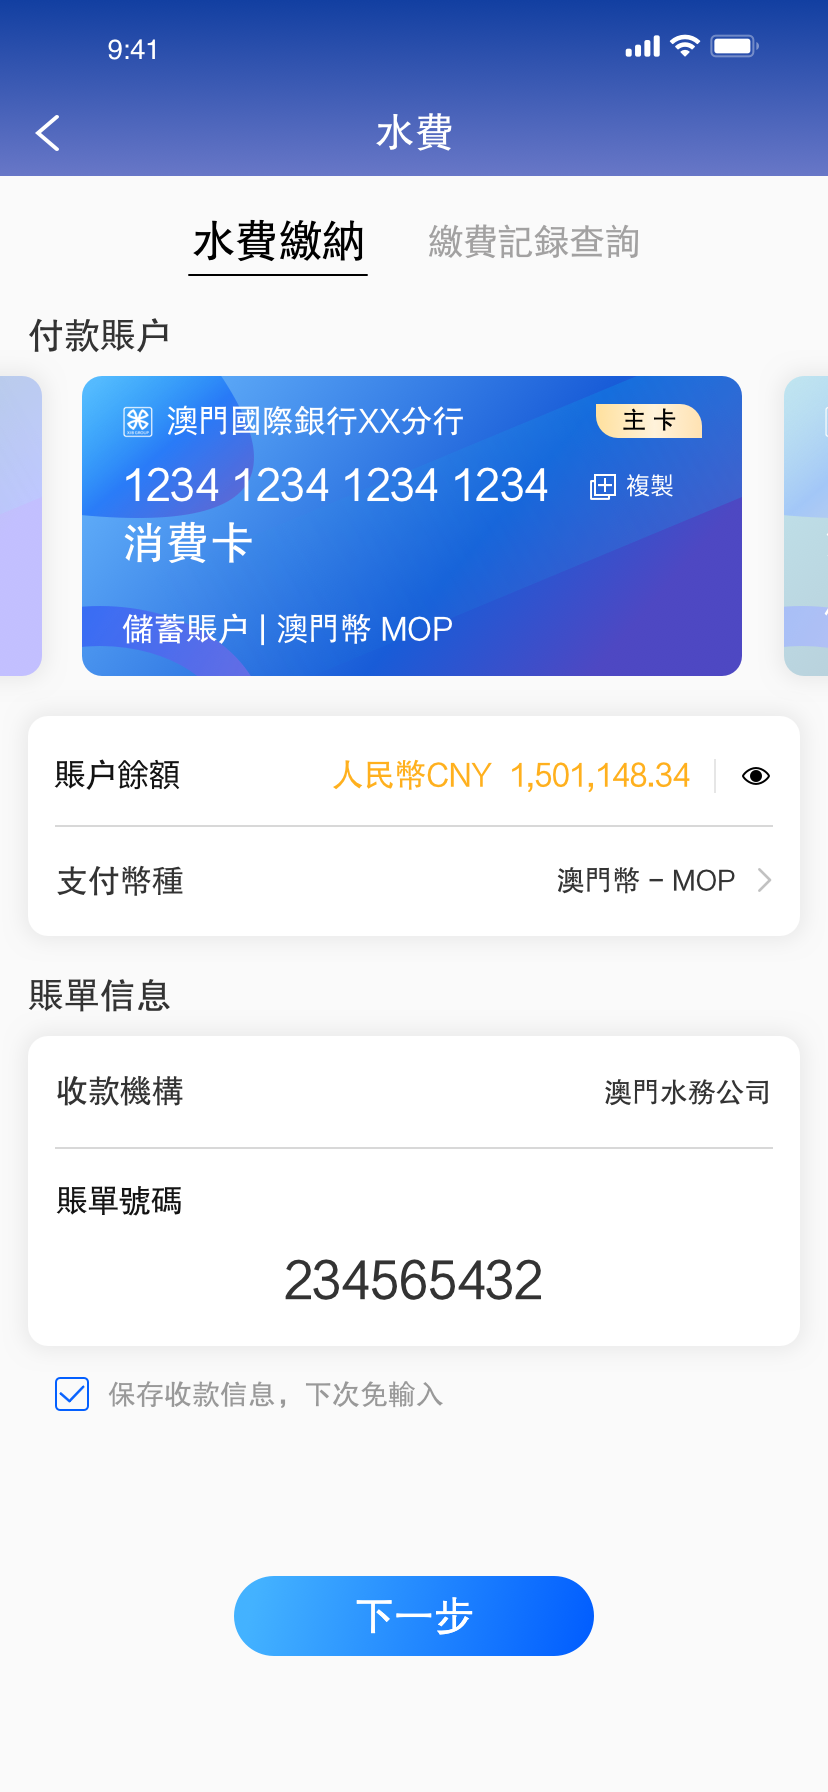 9:41
水費
水費繳納
繳費記録查詢
付款賬户
澳門國際銀行XX分行
主卡
1234 1234 1234 1234
複製
消費卡
儲蓄賬户 | 澳門幣 MOP
賬户餘額 人民幣CNY 1,501,148.34
支付幣種 澳門幣 – MOP
賬單信息
收款機構 澳門水務公司
賬單號碼
234565432
保存收款信息，下次免輸入
下一步